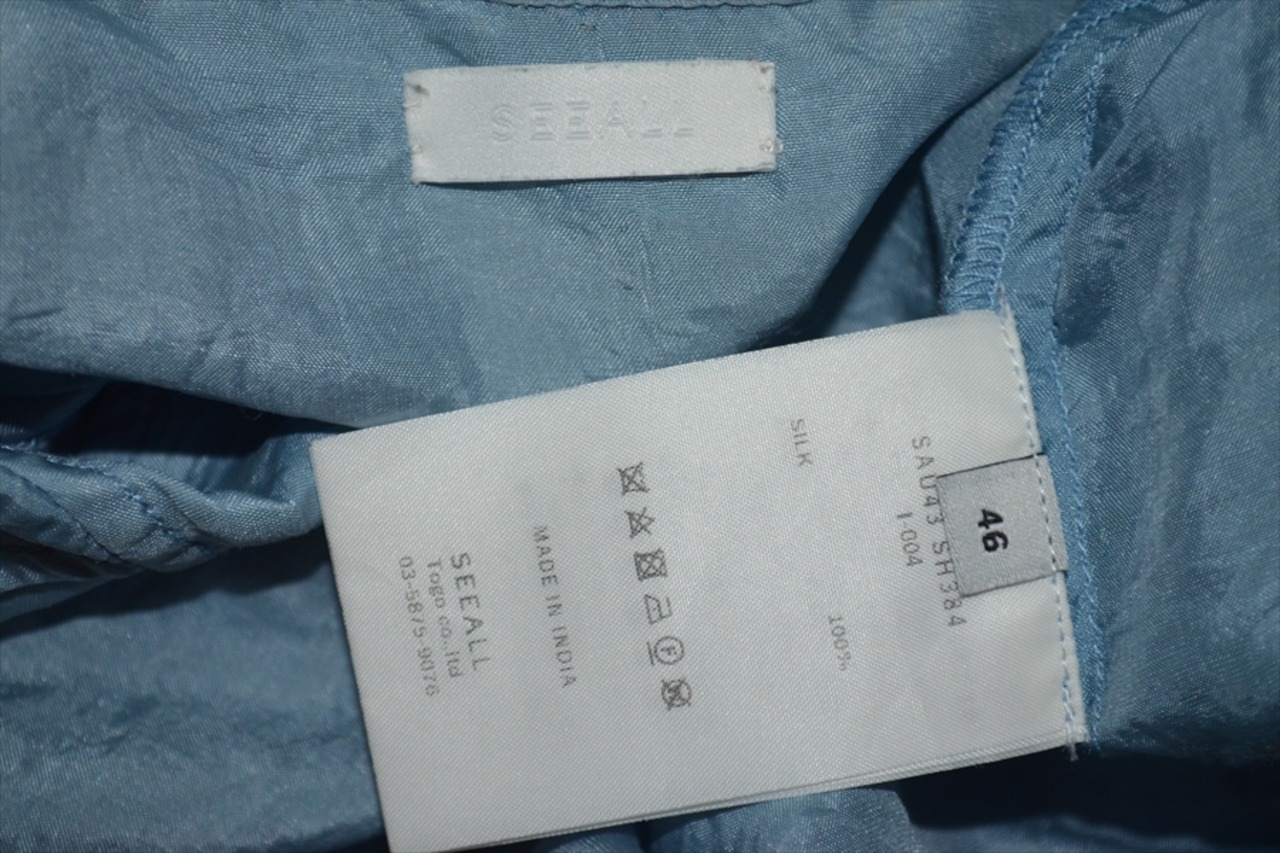 SEEALL
46
SAU43 SH384
1-004
SILK 100%
MADE IN INDIA
SEEALL
Togo co.,ltd
03-5875-9076